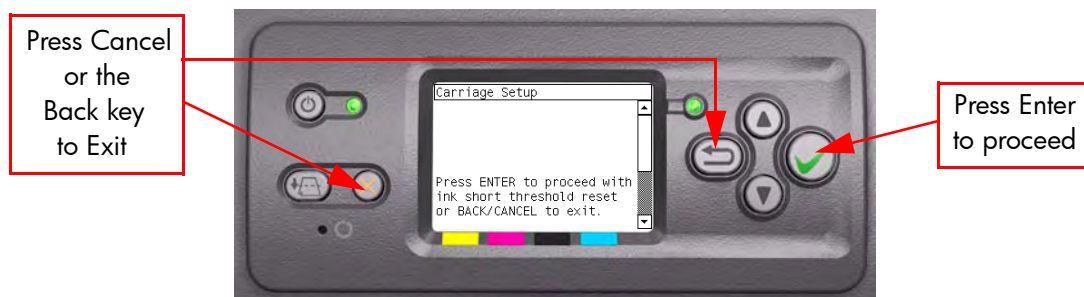 Press Cancel
or the
Back key
to Exit
Carriage Setup
Press ENTER to proceed with
ink short threshold reset
or BACK/CANCEL to exit.
Press Enter
to proceed